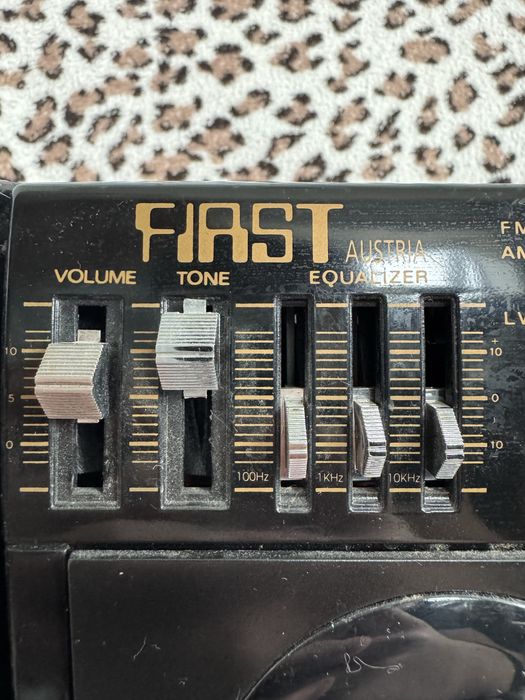 FIRST
AUSTRIA
FM
AM
VOLUME TONE EQUALIZER
LV
10
5
0
+
10
0
-
10
100Hz 1KHz 10KHz